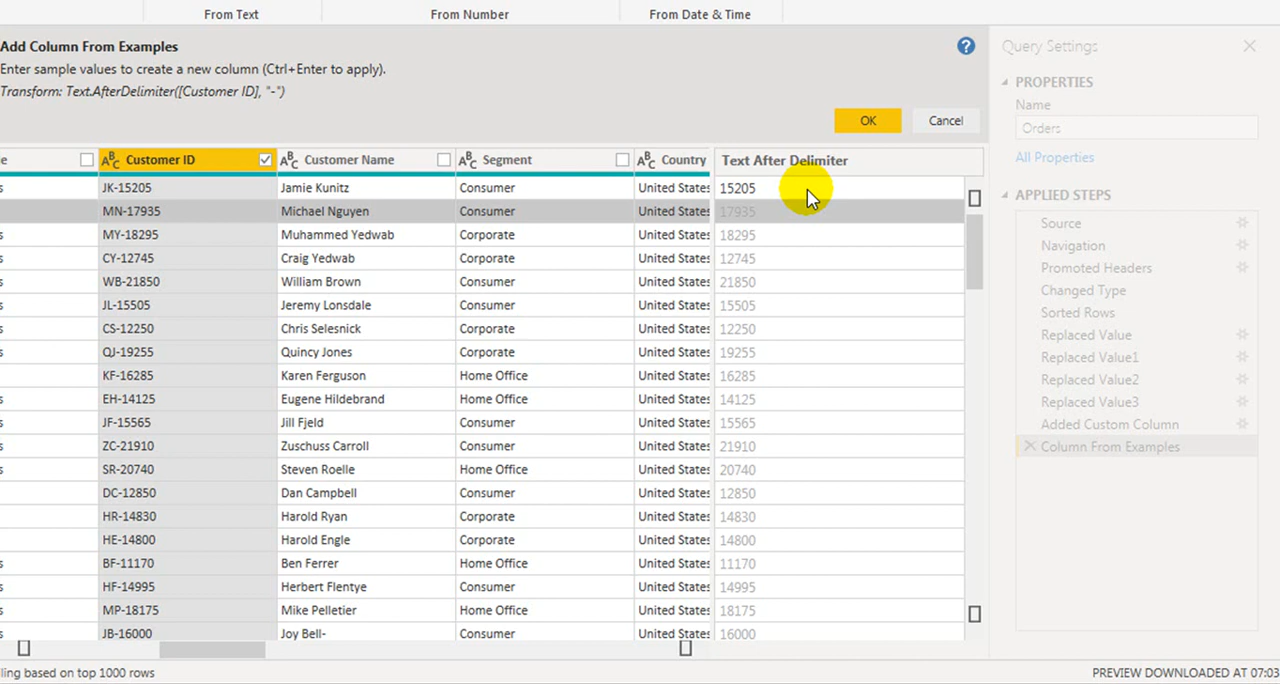 From Text From Number From Date & Time
Add Column From Examples
Enter sample values to create a new column (Ctrl+Enter to apply).
Transform: Text.AfterDelimiter([Customer ID], "-")
OK Cancel
e Customer ID Customer Name Segment Country Text After Delimiter
s JK-15205 Jamie Kunitz Consumer United States 15205
MN-17935 Michael Nguyen Consumer United States 17935
s MY-18295 Muhammed Yedwab Corporate United States 18295
s CY-12745 Craig Yedwab Corporate United States 12745
s WB-21850 William Brown Consumer United States 21850
s JL-15505 Jeremy Lonsdale Consumer United States 15505
s CS-12250 Chris Selesnick Corporate United States 12250
s QJ-19255 Quincy Jones Corporate United States 19255
KF-16285 Karen Ferguson Home Office United States 16285
s EH-14125 Eugene Hildebrand Home Office United States 14125
s JF-15565 Jill Fjeld Consumer United States 15565
s ZC-21910 Zuschuss Carroll Consumer United States 21910
s SR-20740 Steven Roelle Home Office United States 20740
DC-12850 Dan Campbell Consumer United States 12850
HR-14830 Harold Ryan Corporate United States 14830
HE-14800 Harold Engle Corporate United States 14800
s BF-11170 Ben Ferrer Home Office United States 11170
s HF-14995 Herbert Flentye Consumer United States 14995
s MP-18175 Mike Pelletier Home Office United States 18175
s JB-16000 Joy Bell- Consumer United States 16000
Query Settings
PROPERTIES
Name
Orders
All Properties
APPLIED STEPS
Source
Navigation
Promoted Headers
Changed Type
Sorted Rows
Replaced Value
Replaced Value1
Replaced Value2
Replaced Value3
Added Custom Column
Column From Examples
ling based on top 1000 rows PREVIEW DOWNLOADED AT 07:03